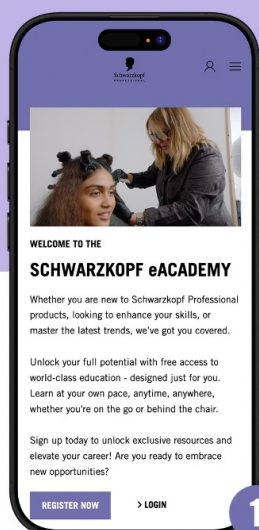 Schwarzkopf
PROFESSIONAL
WELCOME TO THE
SCHWARZKOPF eACADEMY
Whether you are new to Schwarzkopf Professional
products, looking to enhance your skills, or
master the latest trends, we've got you covered.
Unlock your full potential with free access to
world-class education - designed just for you.
Learn at your own pace, anytime, anywhere,
whether you're on the go or behind the chair.
Sign up today to unlock exclusive resources and
elevate your career! Are you ready to embrace
new opportunities?
REGISTER NOW > LOGIN
1